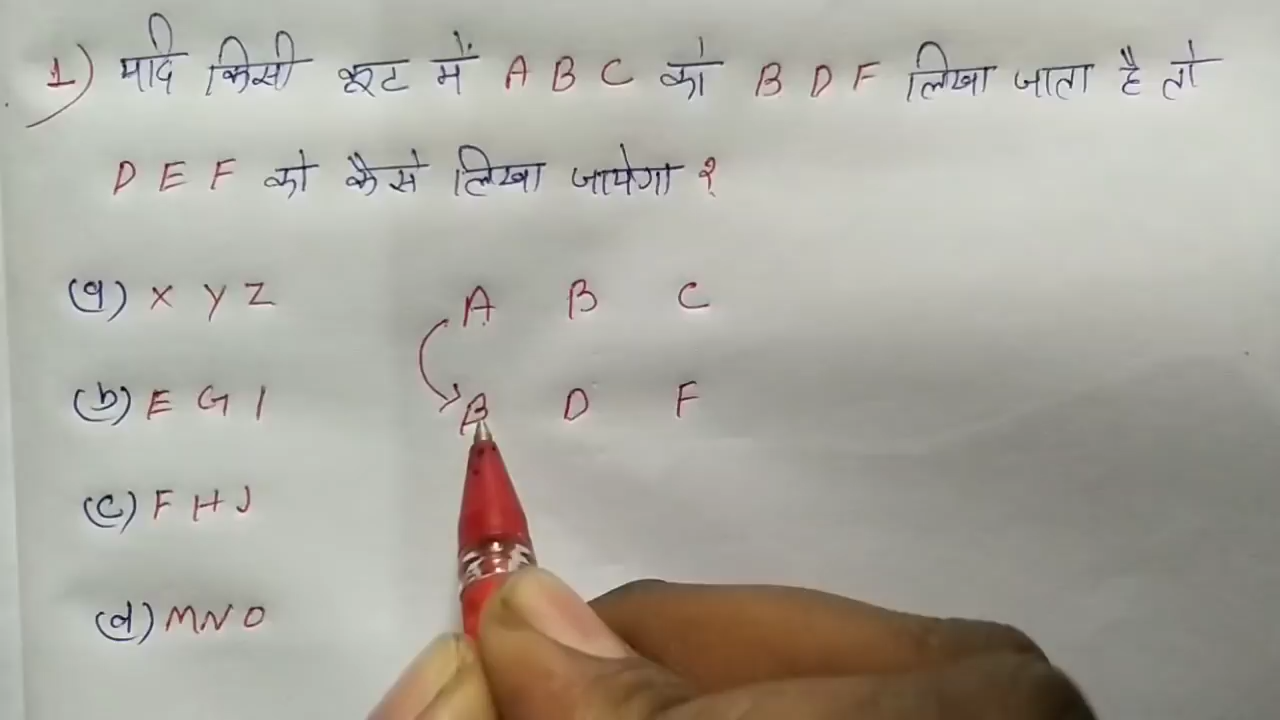 1) यदि किसी कूट में A B C को B D F लिखा जाता है तो
D E F को कैसे लिखा जायेगा ?
(a) X Y Z
A B C
(b) E G I
B D F
(c) F H J
(d) M N O